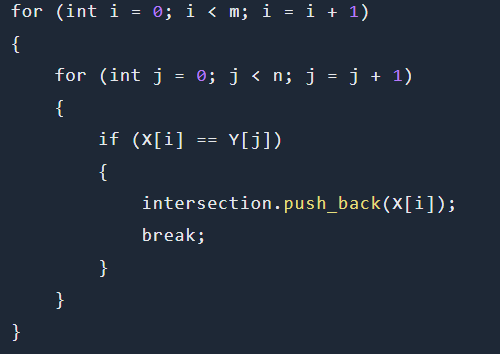 for (int i = 0; i < m; i = i + 1)
{
    for (int j = 0; j < n; j = j + 1)
    {
        if (X[i] == Y[j])
        {
            intersection.push_back(X[i]);
            break;
        }
    }
}